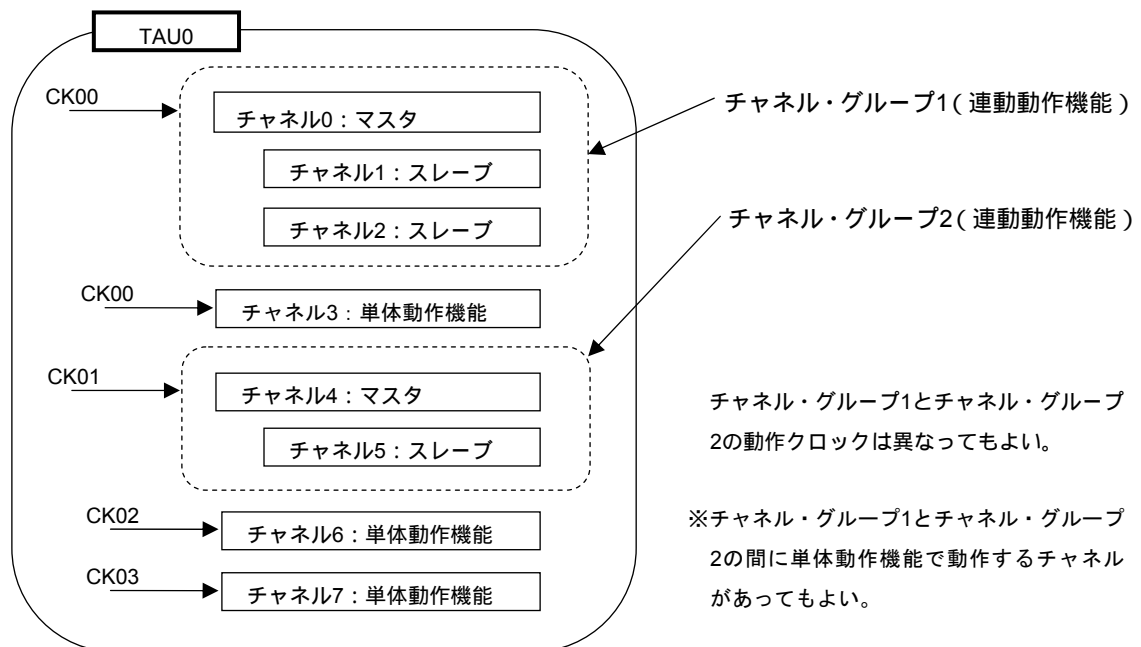 TAU0
CK00
チャネル0：マスタ
チャネル1：スレーブ
チャネル2：スレーブ
チャネル・グループ1（連動動作機能）
CK00
チャネル3：単体動作機能
チャネル・グループ2（連動動作機能）
CK01
チャネル4：マスタ
チャネル5：スレーブ
チャネル・グループ1とチャネル・グループ
2の動作クロックは異なってもよい。
CK02
チャネル6：単体動作機能
CK03
チャネル7：単体動作機能
※チャネル・グループ1とチャネル・グループ
2の間に単体動作機能で動作するチャネル
があってもよい。